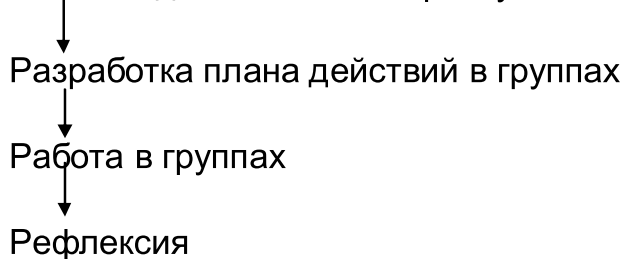 Разработка плана действий в группах
Работа в группах
Рефлексия